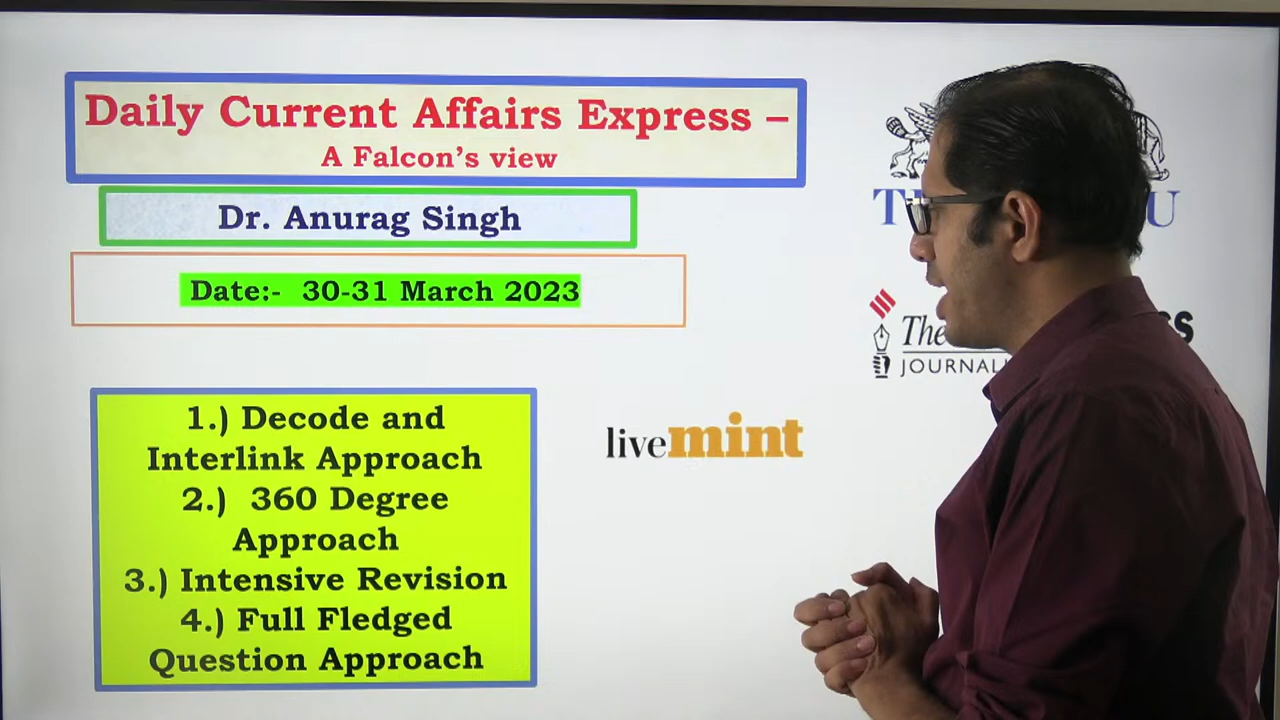 Daily Current Affairs Express –
A Falcon's view
Dr. Anurag Singh
Date:-  30-31 March 2023
1.) Decode and
Interlink Approach
2.)  360 Degree
Approach
3.) Intensive Revision
4.) Full Fledged
Question Approach
livemint
The